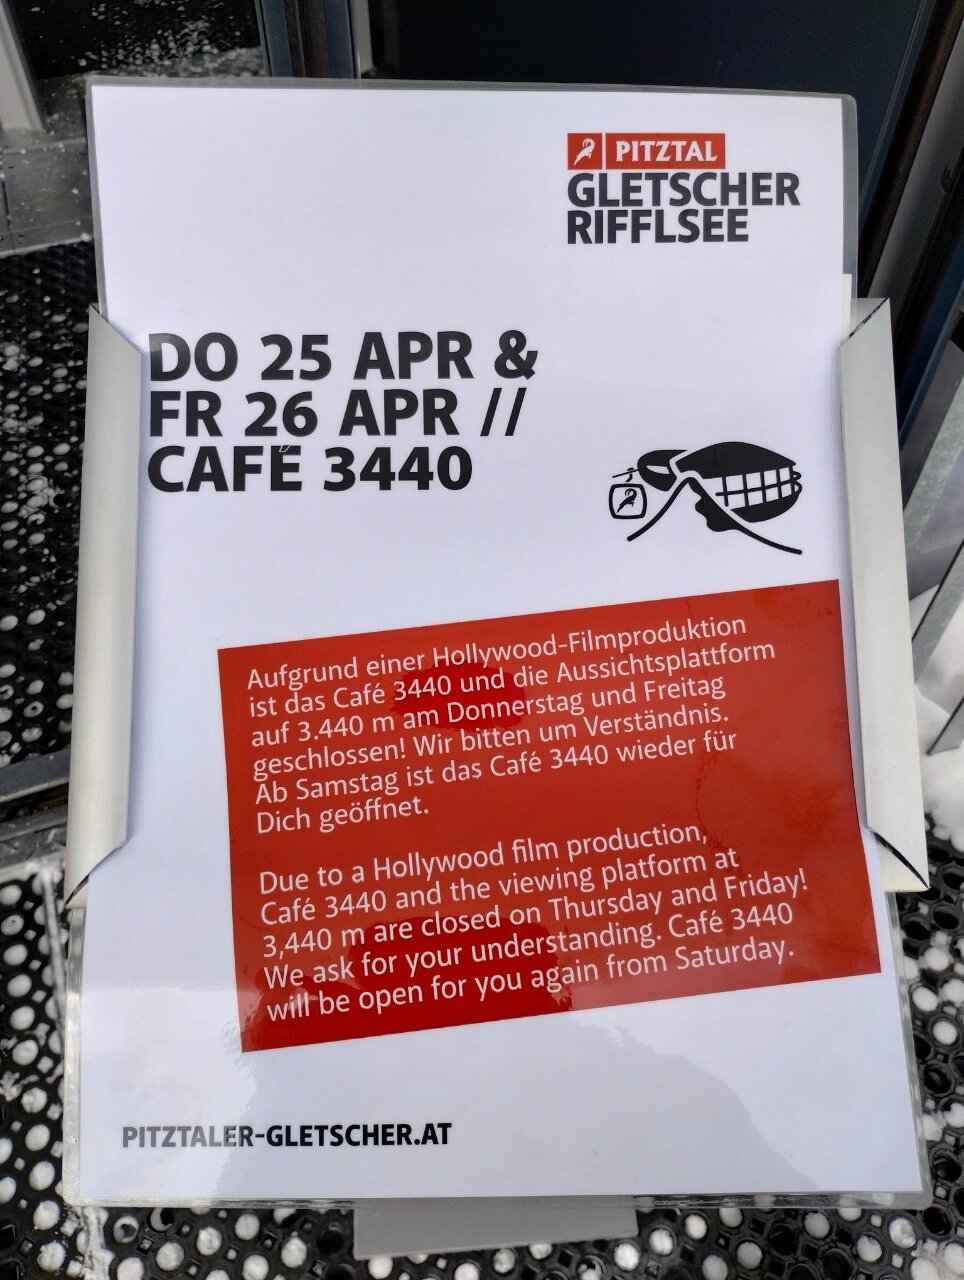 PITZTAL
GLETSCHER
RIFFLSEE
DO 25 APR &
FR 26 APR //
CAFÉ 3440
Aufgrund einer Hollywood-Filmproduktion
ist das Café 3440 und die Aussichtsplattform
auf 3.440 m am Donnerstag und Freitag
geschlossen! Wir bitten um Verständnis.
Ab Samstag ist das Café 3440 wieder für
Dich geöffnet.
Due to a Hollywood film production,
Café 3440 and the viewing platform at
3,440 m are closed on Thursday and Friday!
We ask for your understanding. Café 3440
will be open for you again from Saturday.
PITZTALER-GLETSCHER.AT